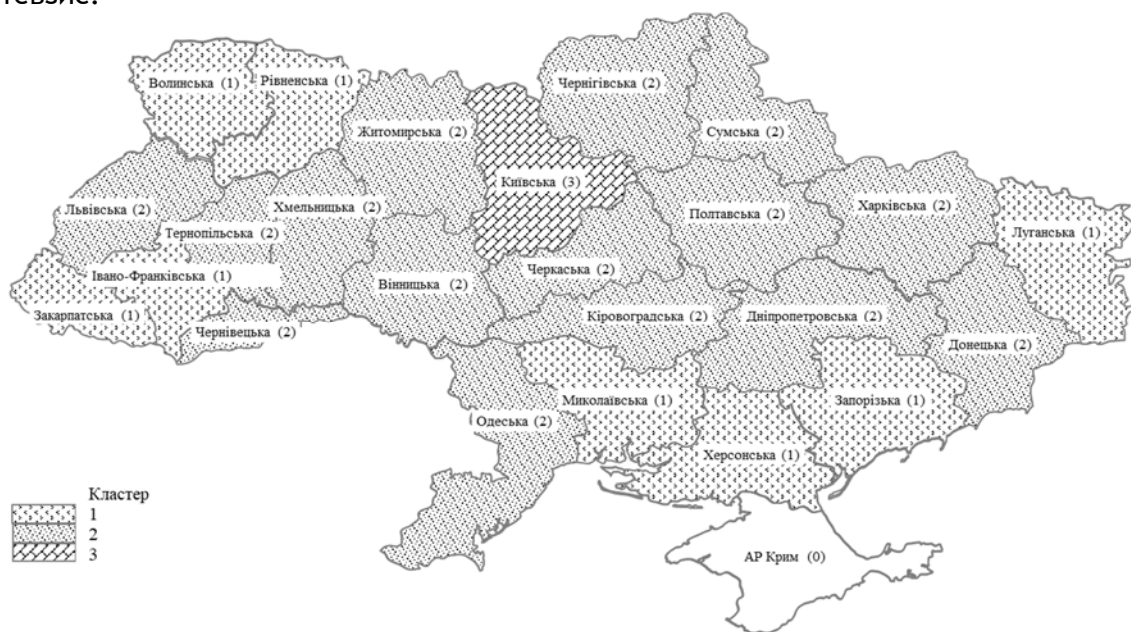 Волинська (1)
Рівненська (1)
Чернігівська (2)
Житомирська (2)
Сумська (2)
Київська (3)
Львівська (2)
Хмельницька (2)
Тернопільська (2)
Полтавська (2)
Харківська (2)
Луганська (1)
Івано-Франківська (1)
Вінницька (2)
Черкаська (2)
Закарпатська (1)
Чернівецька (2)
Кіровоградська (2)
Дніпропетровська (2)
Донецька (2)
Миколаївська (1)
Запорізька (1)
Одеська (2)
Херсонська (1)
АР Крим (0)
Кластер
1
2
3